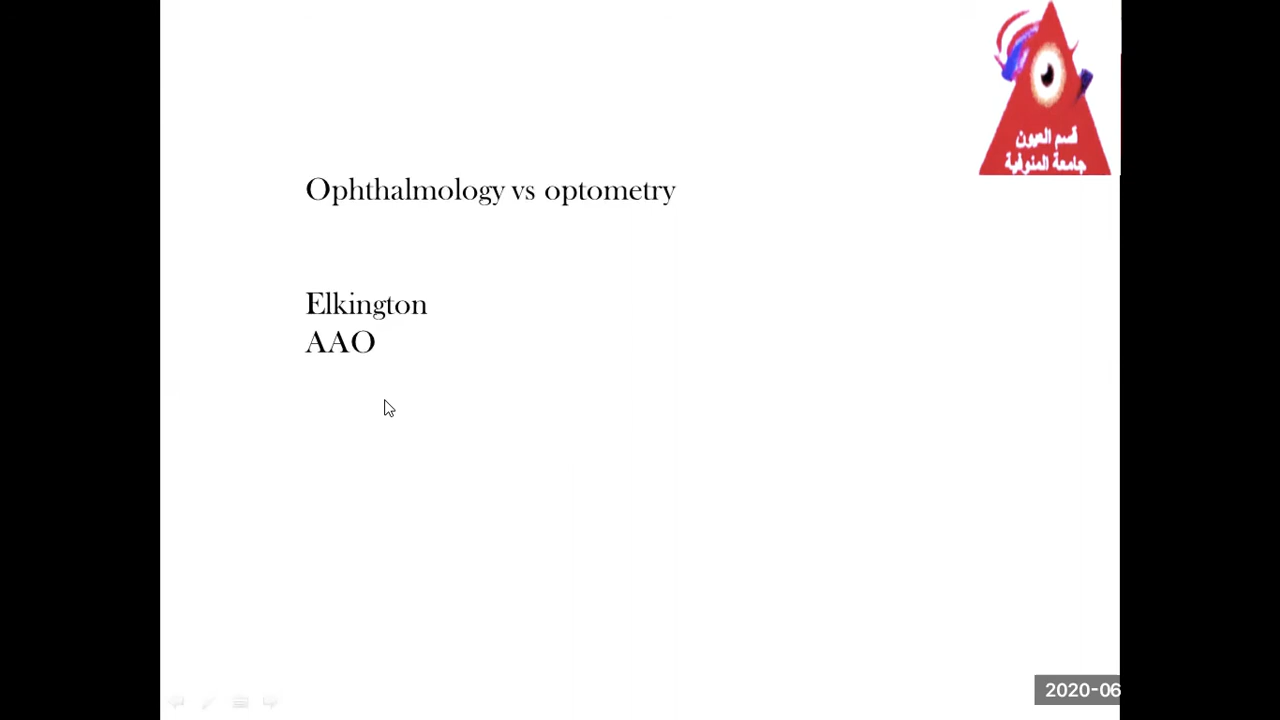 قسم العيون
جامعة المنوفية
Ophthalmology vs optometry
Elkington
AAO
2020-06